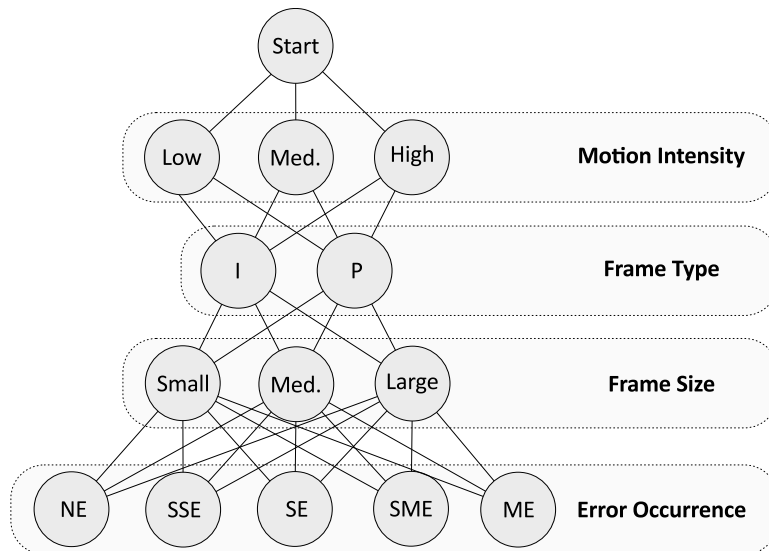 Start
Low Med. High Motion Intensity
I P Frame Type
Small Med. Large Frame Size
NE SSE SE SME ME Error Occurrence